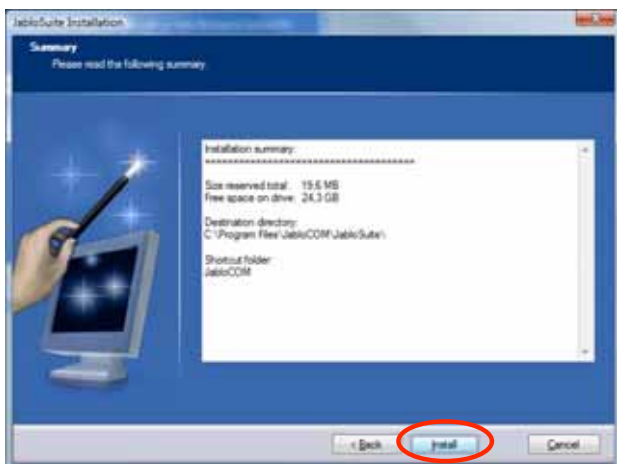 JabloSuite Installation
Summary
Please read the following summary.
Installation summary:
Size reserved total: 19,6 MB
Free space on drive: 24,3 GB
Destination directory:
C:\Program Files\JabloCOM\JabloSuite\
Shortcut folder:
JabloCOM
< Back
Install
Cancel